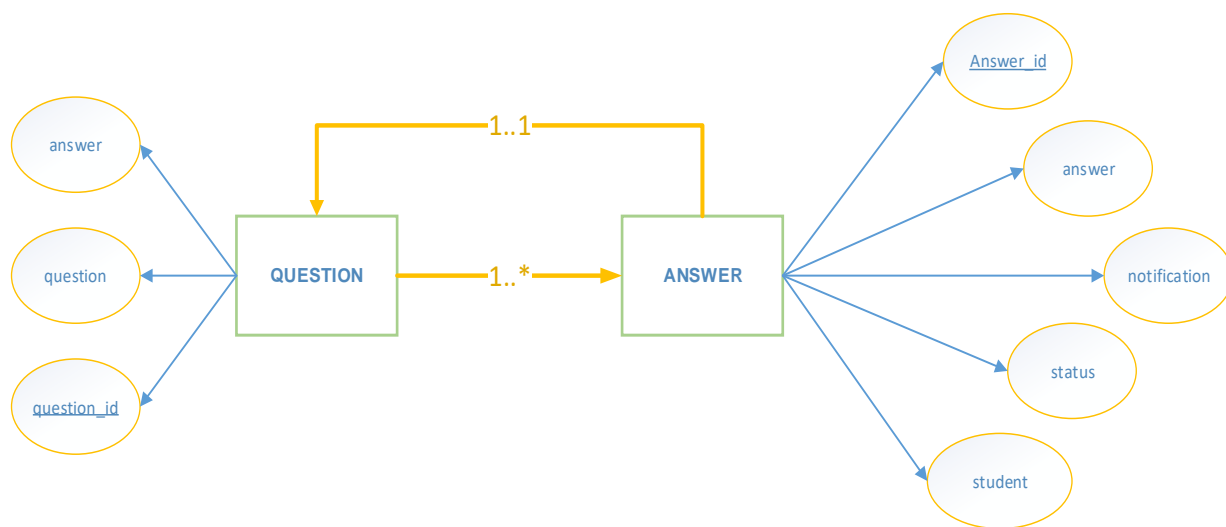 Answer_id
1..1
answer
answer
question
QUESTION
1..*
ANSWER
notification
status
question_id
student